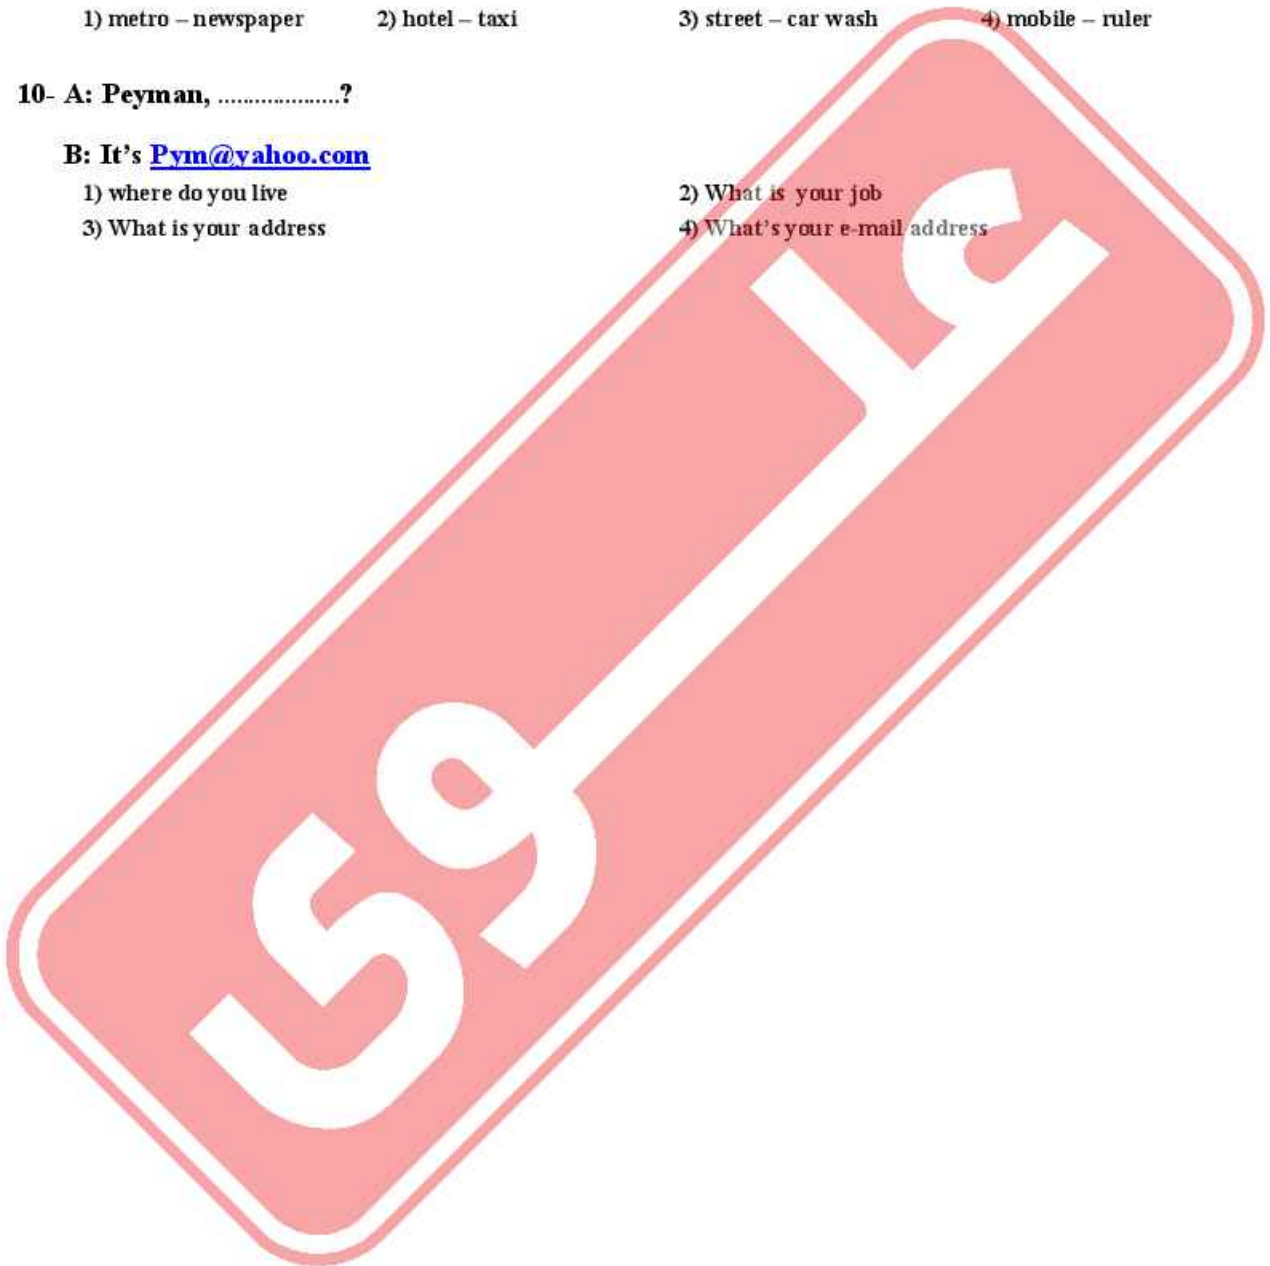 1) metro – newspaper 2) hotel – taxi 3) street – car wash 4) mobile – ruler
10- A: Peyman, ....................?
B: It’s Pym@yahoo.com
1) where do you live 2) What is your job
3) What is your address 4) What’s your e-mail address
گاما